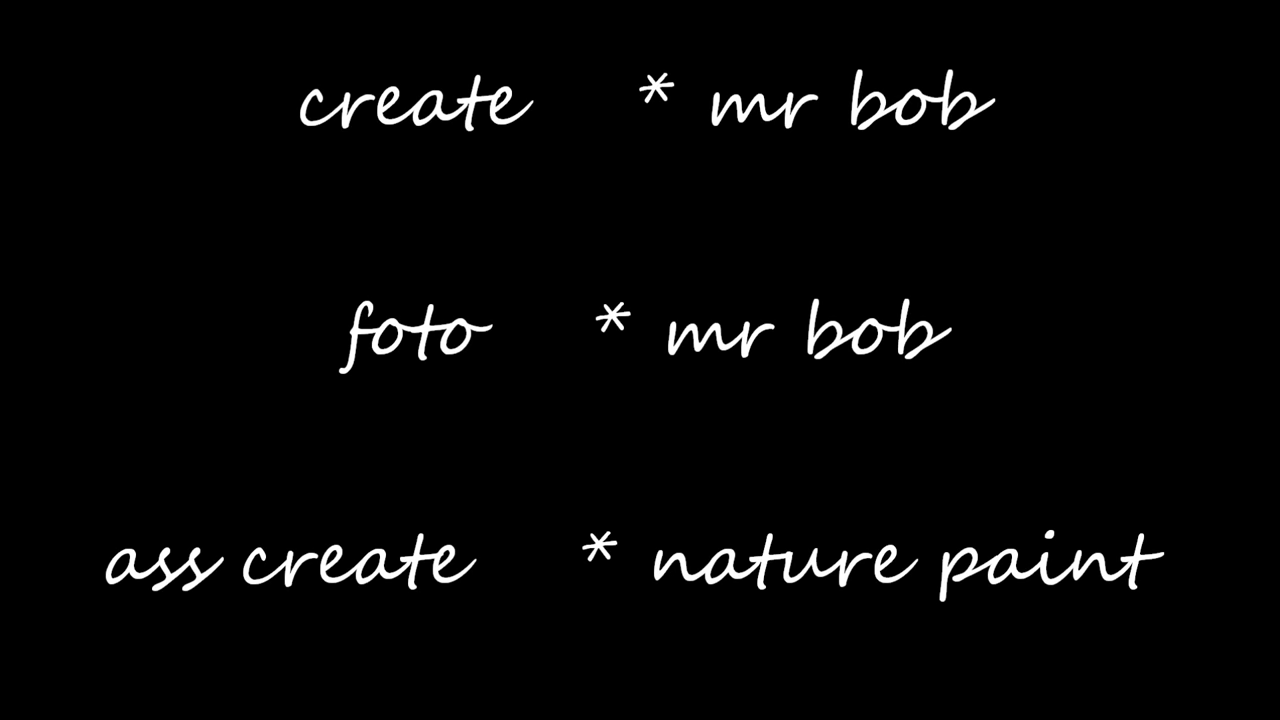 create * mr bob
foto * mr bob
ass create * nature paint